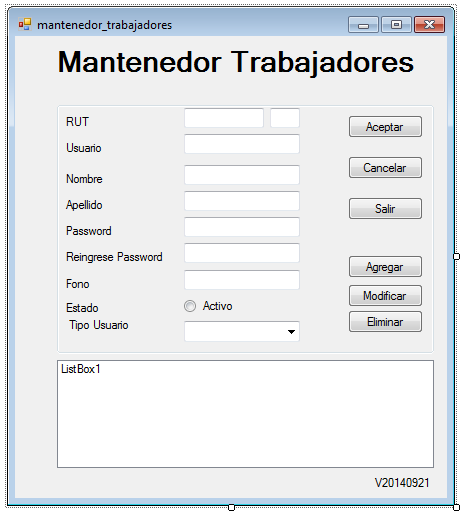 mantenedor_trabajadores
Mantenedor Trabajadores
RUT
Aceptar
Usuario
Cancelar
Nombre
Apellido
Salir
Password
Reingrese Password
Agregar
Fono
Modificar
Estado
Activo
Tipo Usuario
Eliminar
ListBox1
V20140921